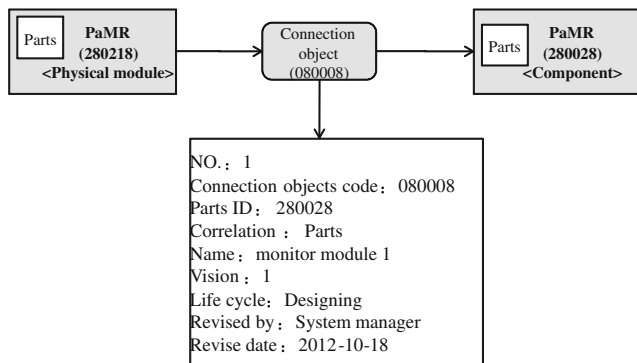 Parts
PaMR
(280218)
<Physical module>
Connection
object
(080008)
Parts
PaMR
(280028)
<Component>
NO.：1
Connection objects code：080008
Parts ID：280028
Correlation：Parts
Name：monitor module 1
Vision：1
Life cycle：Designing
Revised by：System manager
Revise date：2012-10-18